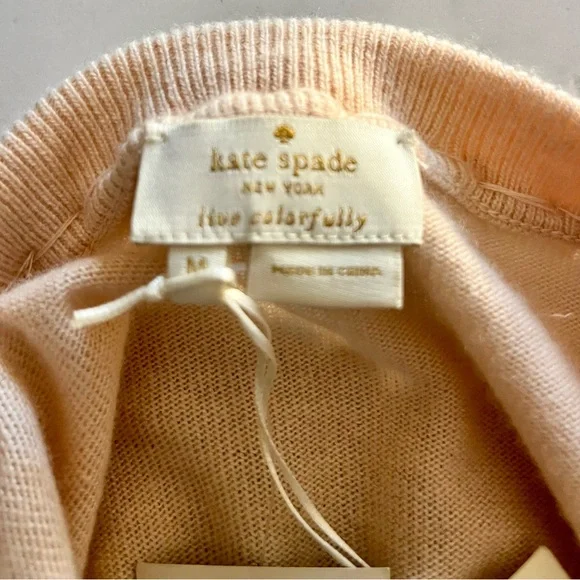 kate spade
NEW YORK
live colorfully
M
MADE IN CHINA